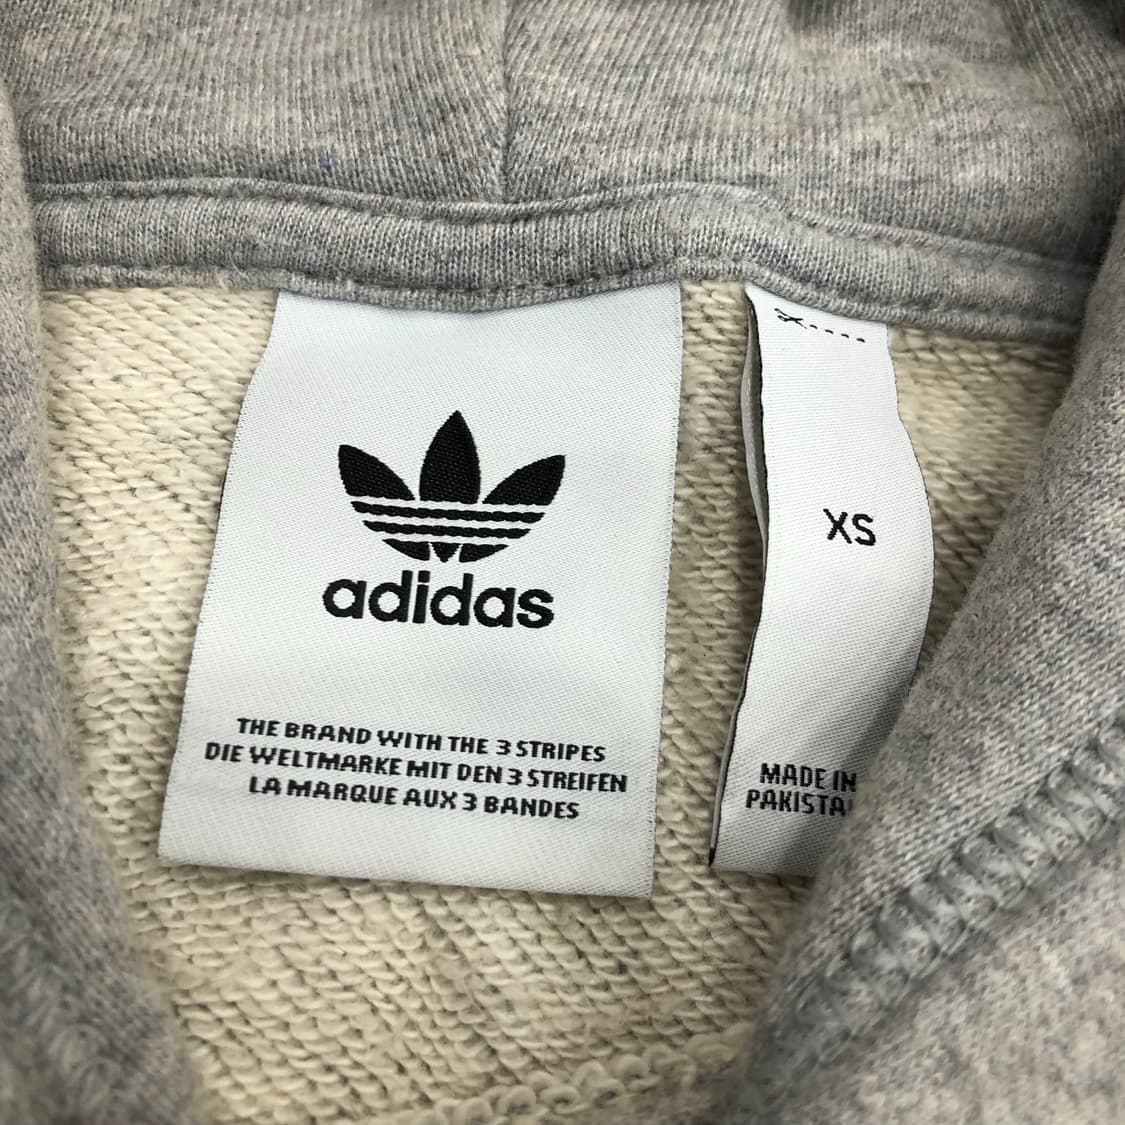 adidas
THE BRAND WITH THE 3 STRIPES
DIE WELTMARKE MIT DEN 3 STREIFEN
LA MARQUE AUX 3 BANDES
XS
MADE IN
PAKISTA